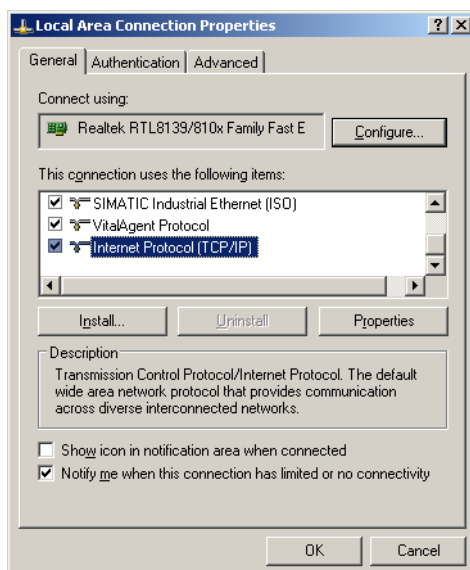 Local Area Connection Properties
General Authentication Advanced
Connect using:
Realtek RTL8139/810x Family Fast E Configure...
This connection uses the following items:
SIMATIC Industrial Ethernet (ISO)
VitalAgent Protocol
Internet Protocol (TCP/IP)
Install... Uninstall Properties
Description
Transmission Control Protocol/Internet Protocol. The default
wide area network protocol that provides communication
across diverse interconnected networks.
Show icon in notification area when connected
Notify me when this connection has limited or no connectivity
OK Cancel